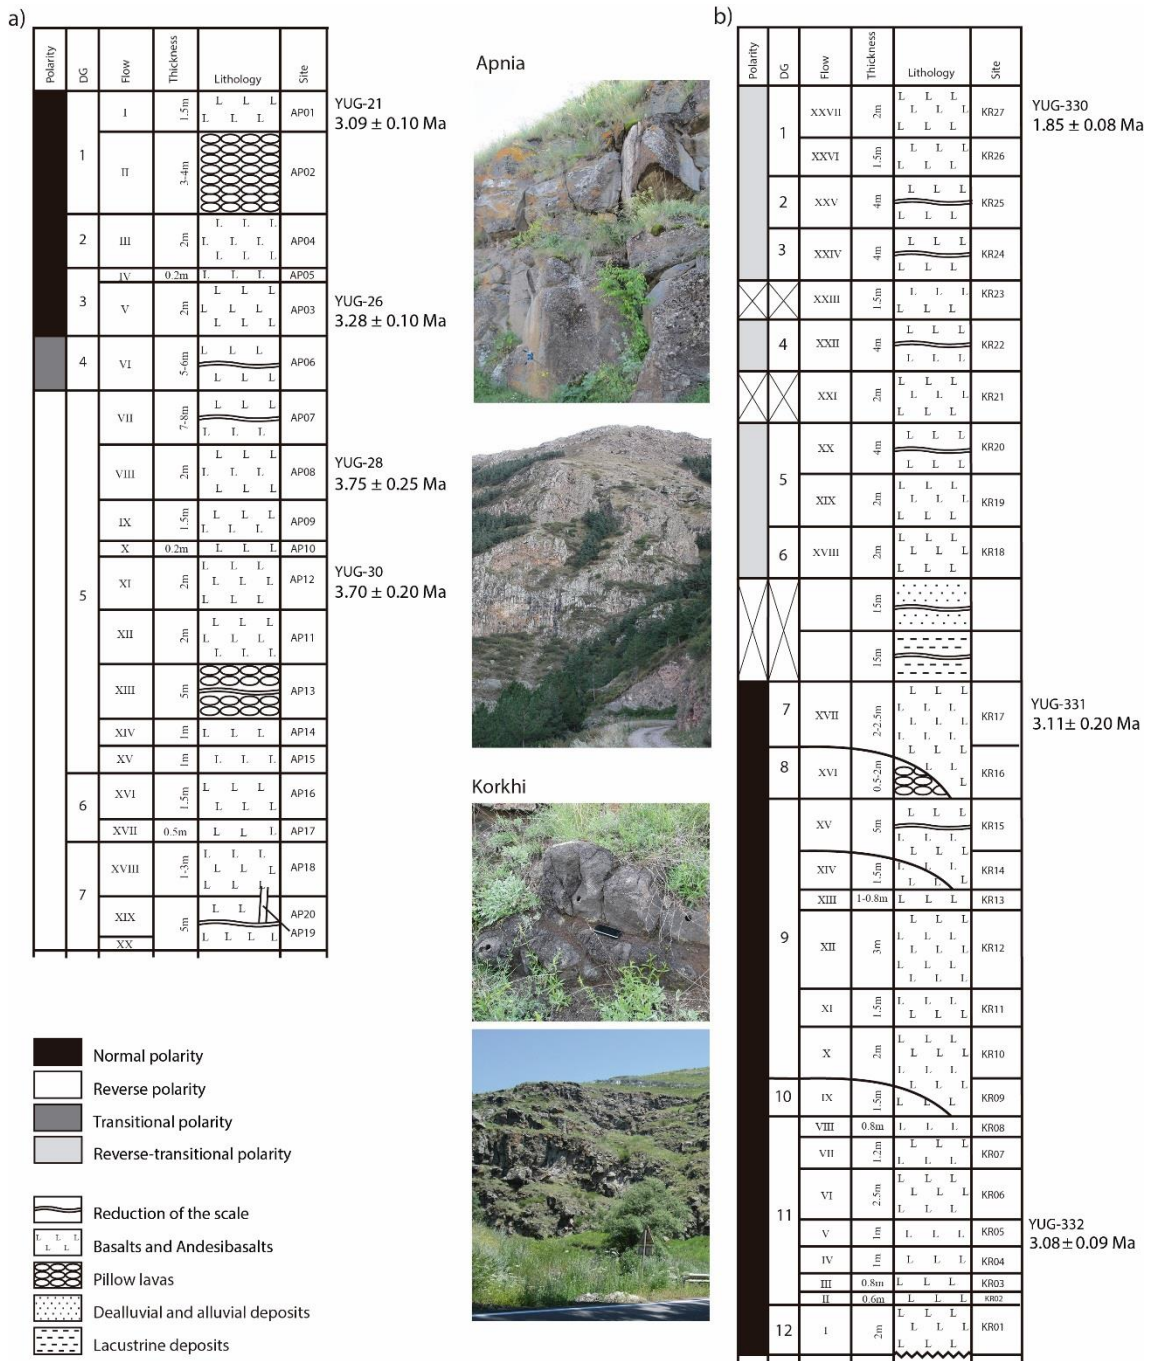 a)
Polarity DG Flow Thickness Lithology Site
I 1.5m L L L L L L AP01
YUG-21
3.09 ± 0.10 Ma
1
II 3-4m AP02
2 III 2m L L L L L L L L L AP04
IV 0.2m L L L AP05
3
V 2m L L L L L L L L L AP03
YUG-26
3.28 ± 0.10 Ma
4 VI 5-6m L L L L L L AP06
VII 7-8m L L L L L L AP07
VIII 2m L L L L L L L L L AP08
YUG-28
3.75 ± 0.25 Ma
IX 1.5m L L L L L L AP09
X 0.2m L L L AP10
5
XI 2m L L L L L L L L L AP12
YUG-30
3.70 ± 0.20 Ma
XII 2m L L L L L L L L L AP11
XIII 5m AP13
XIV 1m L L L AP14
XV 1m L L L AP15
6
XVI 1.5m L L L L L L AP16
XVII 0.5m L L L AP17
7
XVIII 1-3m L L L L L L L L L AP18
XIX 5m L L AP20
AP19
XX L L L L
Normal polarity
Reverse polarity
Transitional polarity
Reverse-transitional polarity
Reduction of the scale
L L L L L Basalts and Andesibasalts
Pillow lavas
Dealluvial and alluvial deposits
Lacustrine deposits
Apnia
Korkhi
b)
Polarity DG Flow Thickness Lithology Site
XXVII 2m L L L L L L L L L KR27
YUG-330
1.85 ± 0.08 Ma
1
XXVI 1.5m L L L L L L KR26
2 XXV 4m L L L L L KR25
3 XXIV 4m L L L L L KR24
XXIII 1.5m L L L L L L KR23
4 XXII 4m L L L L L L KR22
XXI 2m L L L L L L L L L KR21
XX 4m L L L L L L KR20
5
XIX 2m L L L L L L L L L KR19
6 XVIII 2m L L L L L L L L L KR18
15m
15m
7 XVII 2-2.5m L L L L L L L L L L L L KR17
YUG-331
3.11± 0.20 Ma
8 XVI 0.5-2m L L L KR16
XV 5m L L L L L L KR15
XIV 1.5m L L L L L KR14
XIII 1-0.8m L L L KR13
9
XII 3m L L L L L L L L L L L L KR12
XI 1.5m L L L L L L KR11
X 2m L L L L L L KR10
10 IX 1.5m L L L L L KR09
VIII 0.8m L L L KR08
VII 1.2m L L L L KR07
VI 2.5m L L L L L L L L L KR06
11
V 1m L L L KR05
YUG-332
3.08 ± 0.09 Ma
IV 1m L L L KR04
III 0.8m L L L KR03
II 0.6m L L L KR02
12 I 2m L L L L L L L L L KR01